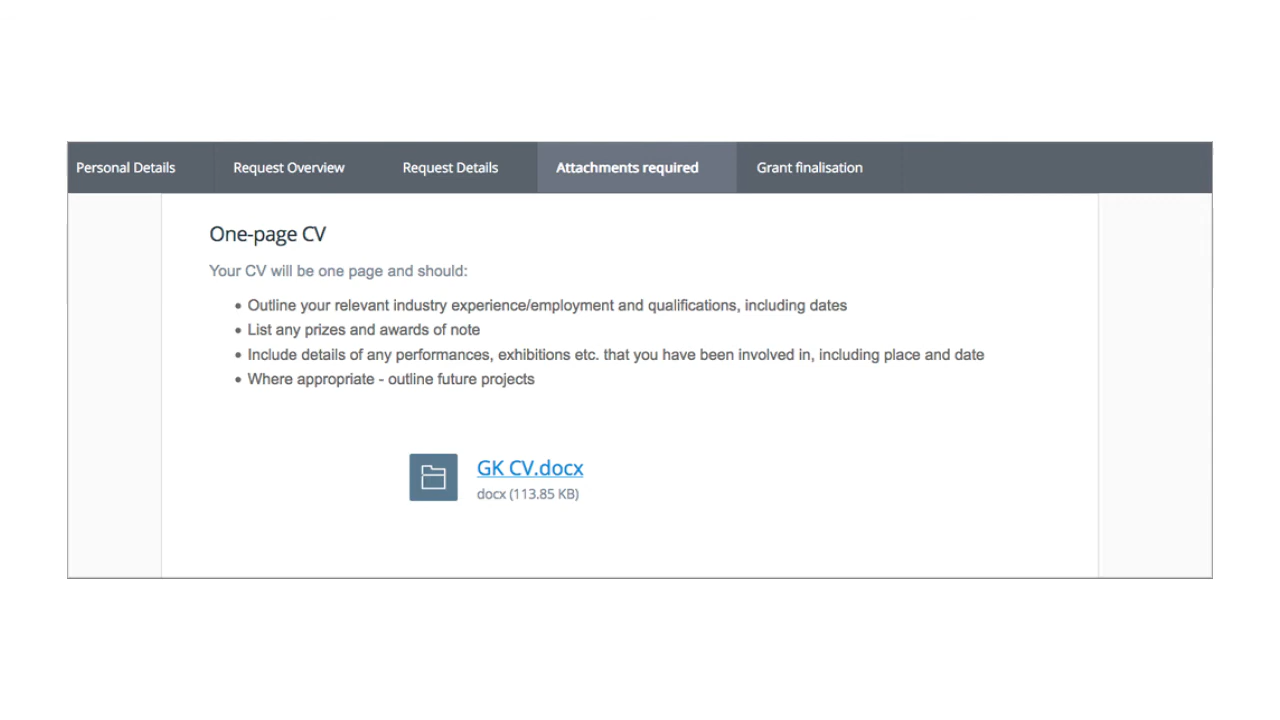 Personal Details Request Overview Request Details Attachments required Grant finalisation
One-page CV
Your CV will be one page and should:
• Outline your relevant industry experience/employment and qualifications, including dates
• List any prizes and awards of note
• Include details of any performances, exhibitions etc. that you have been involved in, including place and date
• Where appropriate - outline future projects
GK CV.docx
docx (113.85 KB)